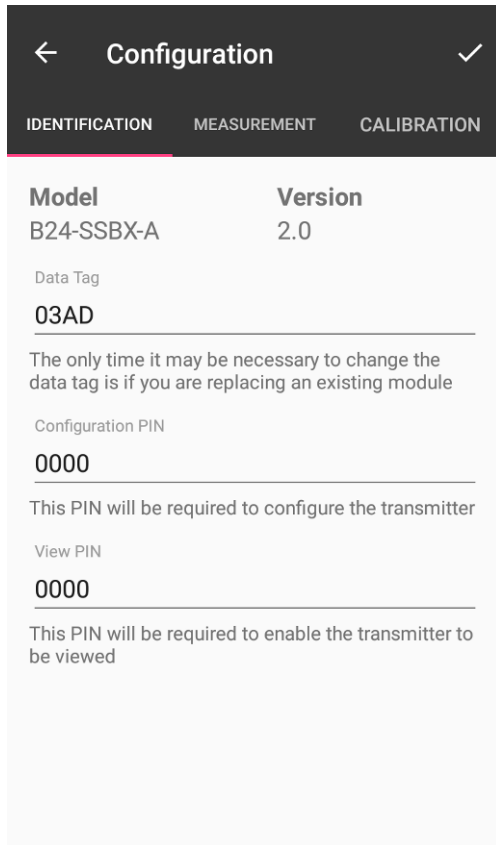 Configuration
IDENTIFICATION MEASUREMENT CALIBRATION
Model Version
B24-SSBX-A 2.0
Data Tag
03AD
The only time it may be necessary to change the
data tag is if you are replacing an existing module
Configuration PIN
0000
This PIN will be required to configure the transmitter
View PIN
0000
This PIN will be required to enable the transmitter to
be viewed